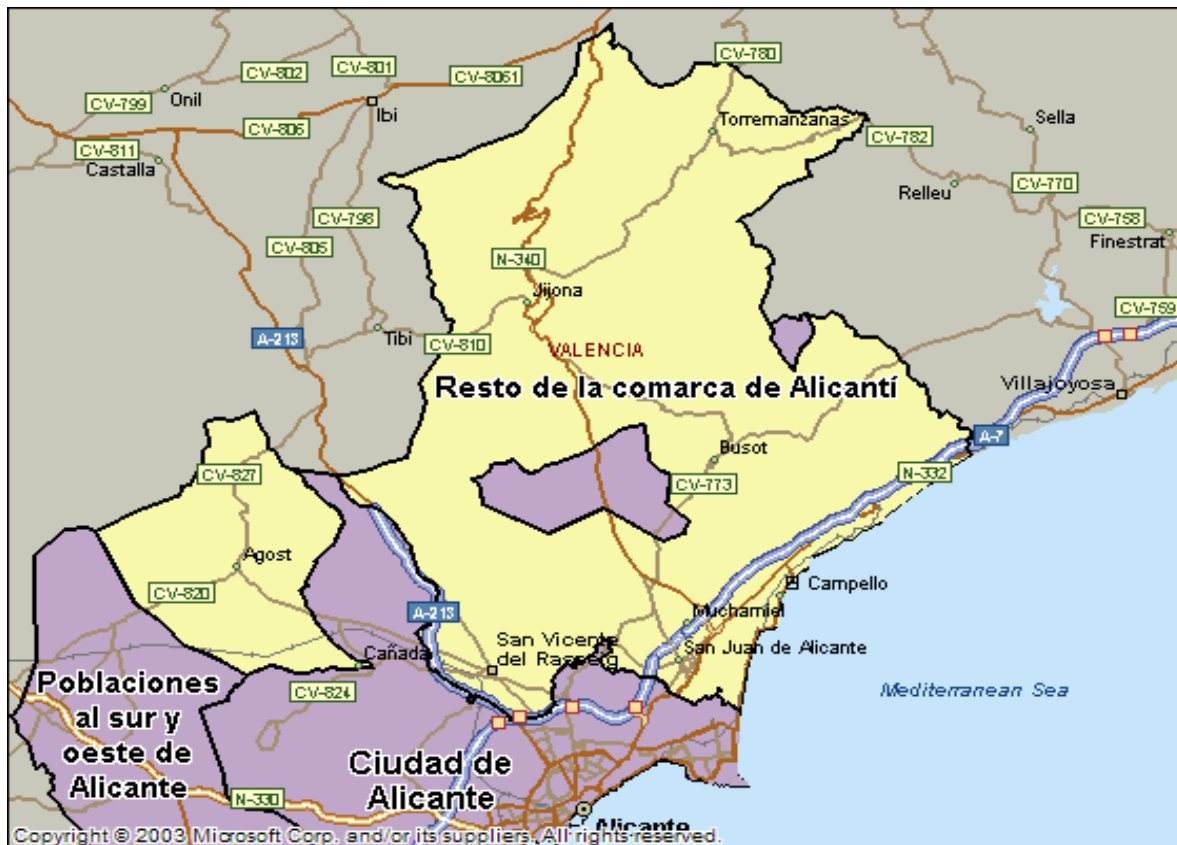 CV-780
CV-802
CV-801
CV-8061
CV-799
Onil
Ibi
CV-806
Torremanzanas
Sella
CV-811
Castalla
CV-782
CV-770
Relleu
CV-798
CV-805
CV-758
Finestrat
N-340
Jijona
CV-759
A-213
Tibi
CV-810
VALENCIA
Resto de la comarca de Alicantí
Villajoyosa
A-7
Busot
CV-827
CV-773
N-332
Agost
CV-820
Campello
A-213
Muchamiel
San Vicente
del Raspeig
San Juan de Alicante
Cañada
CV-824
Poblaciones
al sur y
oeste de
Alicante
Mediterranean Sea
Ciudad de
Alicante
N-330
Alicante
Copyright © 2003 Microsoft Corp. and/or its suppliers. All rights reserved.